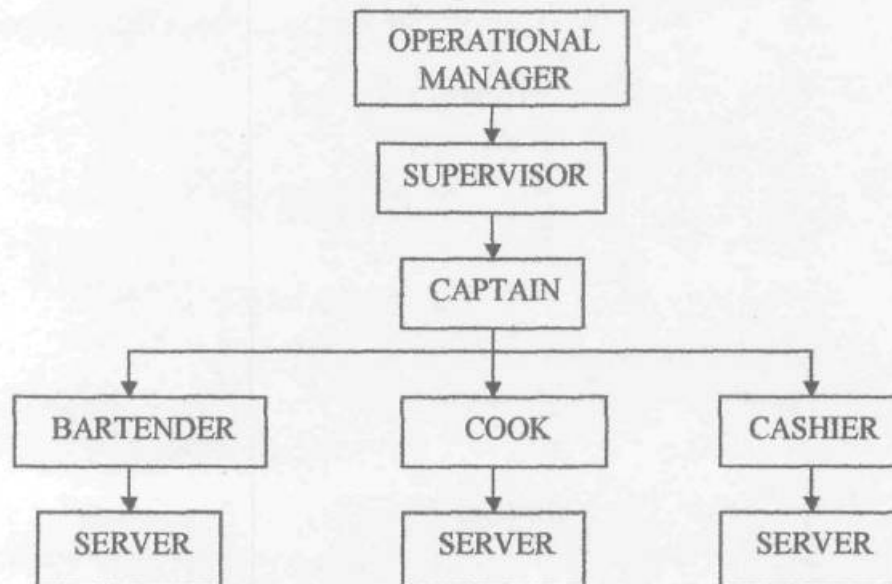 OPERATIONAL
MANAGER
SUPERVISOR
CAPTAIN
BARTENDER
COOK
CASHIER
SERVER
SERVER
SERVER